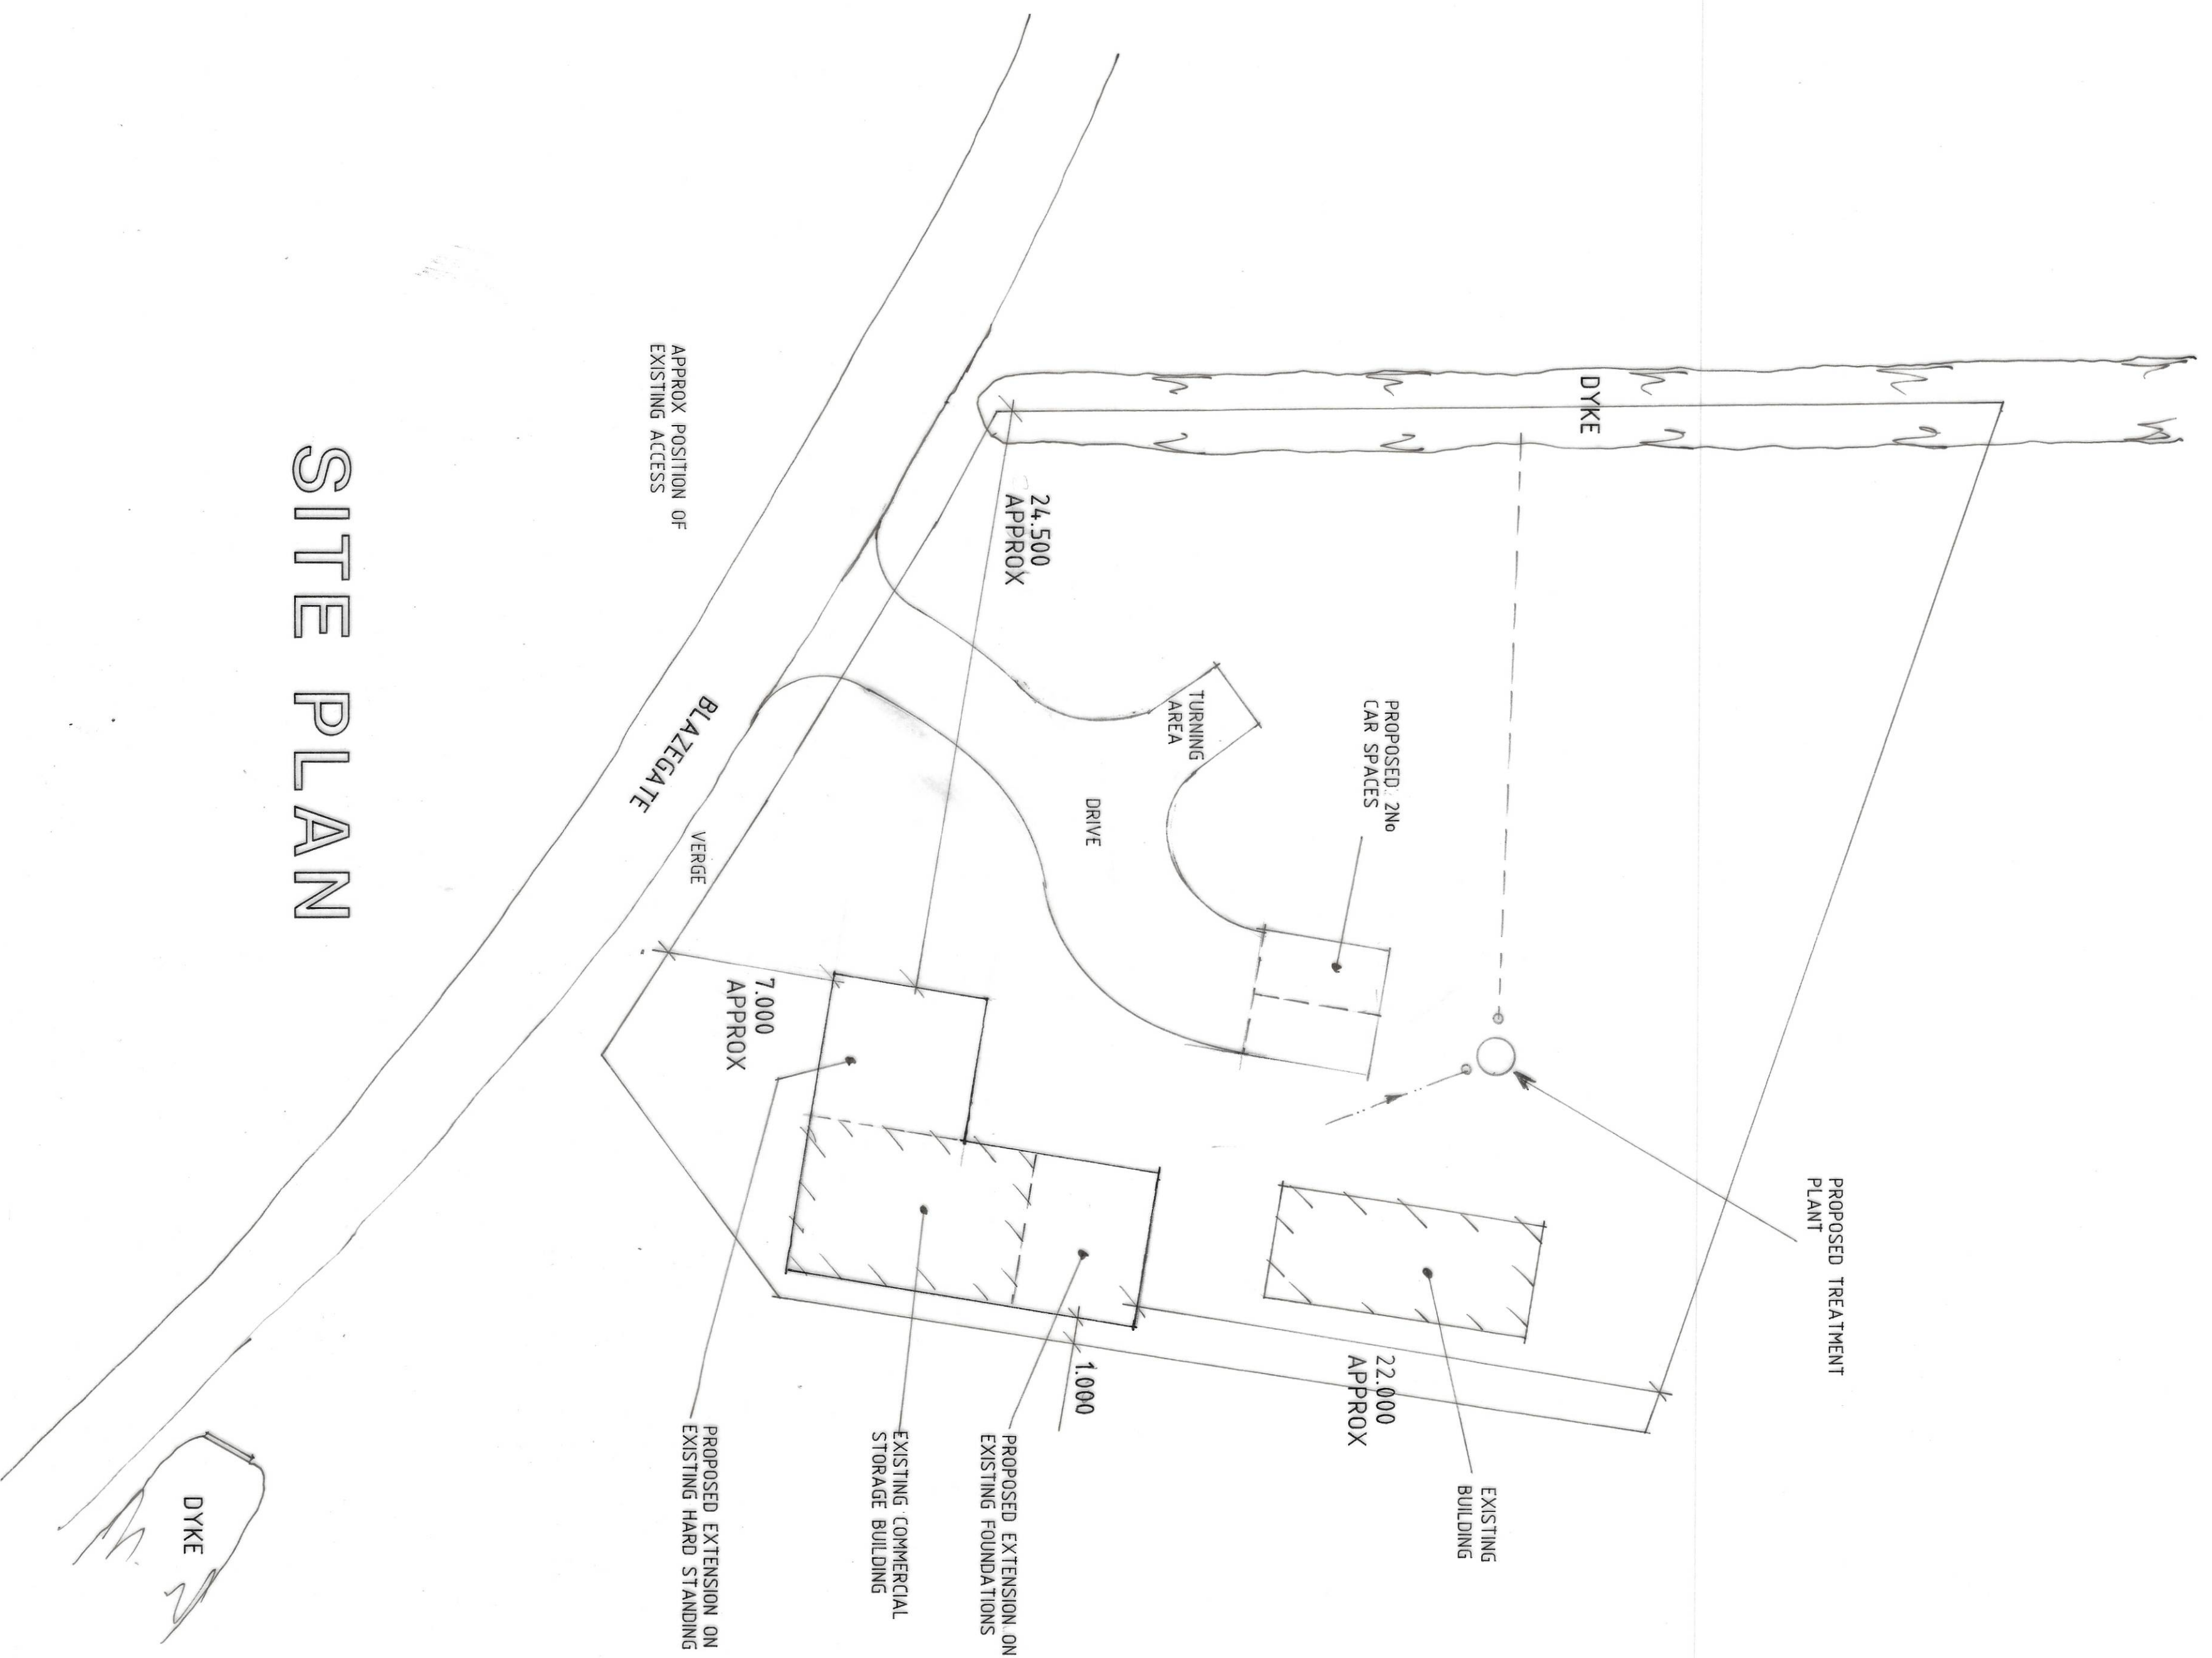 PROPOSED TREATMENT
PLANT
DYKE
EXISTING
BUILDING
PROPOSED 2No
CAR SPACES
22.000
APPROX
TURNING
AREA
24.500
APPROX
DRIVE
1.000
PROPOSED EXTENSION ON
EXISTING FOUNDATIONS
EXISTING COMMERCIAL
STORAGE BUILDING
7.000
APPROX
VERGE
BLAZEGATE
PROPOSED EXTENSION ON
EXISTING HARD STANDING
APPROX POSITION OF
EXISTING ACCESS
SITE PLAN
DYKE